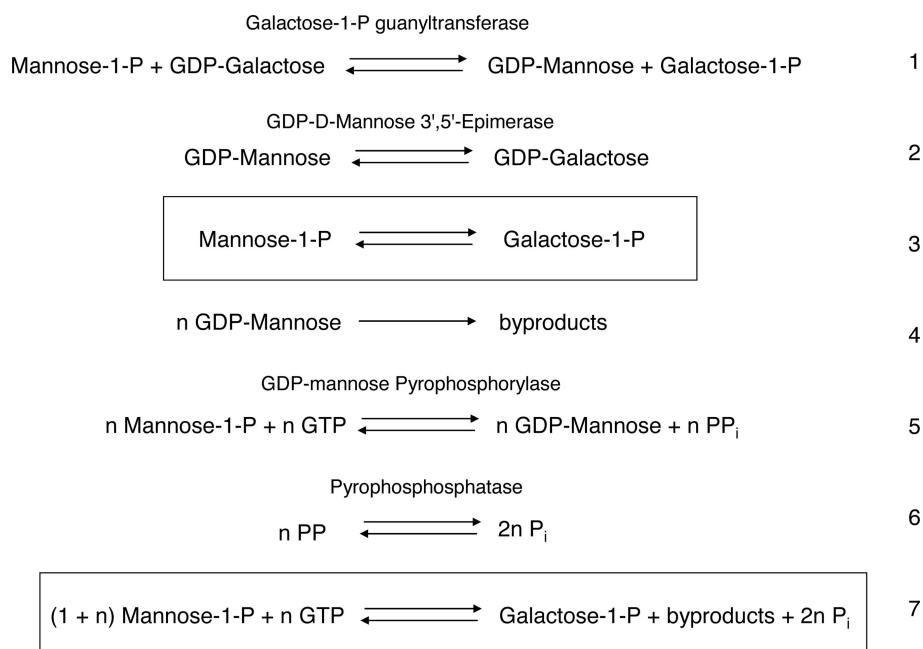 Galactose-1-P guanyltransferase
Mannose-1-P + GDP-Galactose GDP-Mannose + Galactose-1-P 1
GDP-D-Mannose 3',5'-Epimerase
GDP-Mannose GDP-Galactose 2
Mannose-1-P Galactose-1-P 3
n GDP-Mannose byproducts 4
GDP-mannose Pyrophosphorylase
n Mannose-1-P + n GTP n GDP-Mannose + n PPi 5
Pyrophosphosphatase
n PP 2n Pi 6
(1 + n) Mannose-1-P + n GTP Galactose-1-P + byproducts + 2n Pi 7